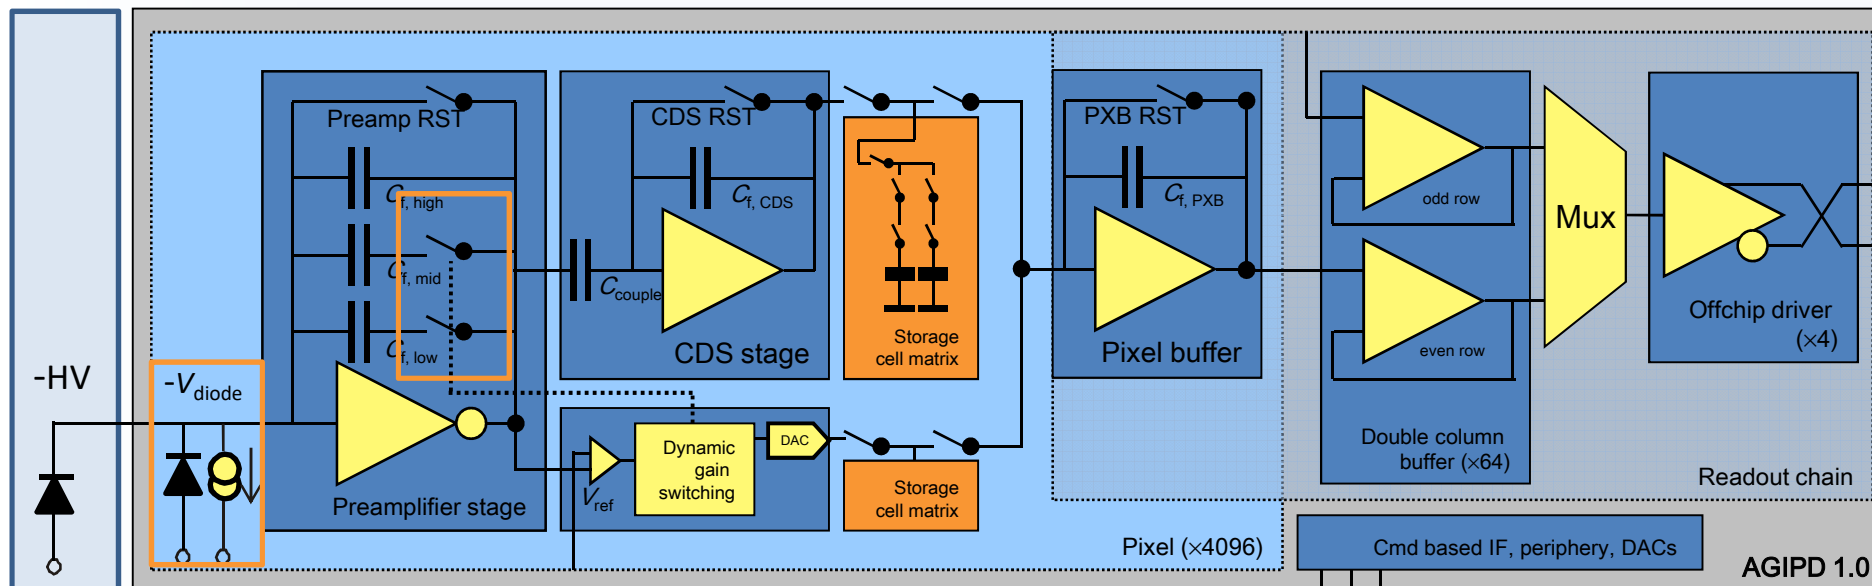 -HV
-Vdiode
Preamp RST
Cf, high
Cf, mid
Cf, low
Preamplifier stage
CDS RST
Cf, CDS
Ccouple
CDS stage
Vref
Dynamic
gain
switching
DAC
Storage
cell matrix
Storage
cell matrix
PXB RST
Cf, PXB
Pixel buffer
Pixel (×4096)
odd row
even row
Double column
buffer (×64)
Mux
Offchip driver
(×4)
Readout chain
Cmd based IF, periphery, DACs
AGIPD 1.0